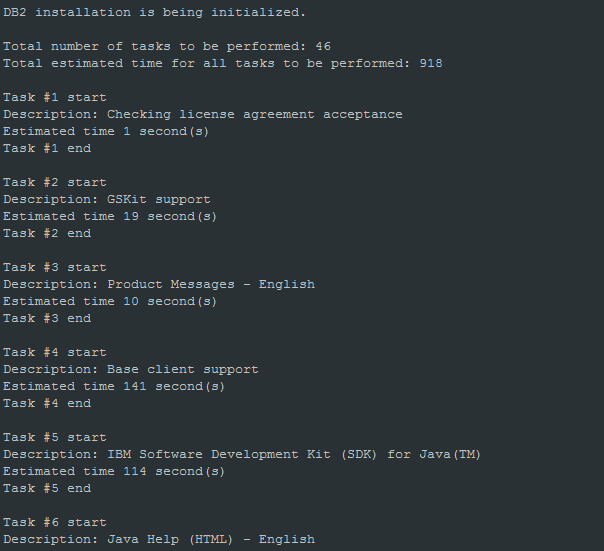 DB2 installation is being initialized.
Total number of tasks to be performed: 46
Total estimated time for all tasks to be performed: 918
Task #1 start
Description: Checking license agreement acceptance
Estimated time 1 second(s)
Task #1 end
Task #2 start
Description: GSKit support
Estimated time 19 second(s)
Task #2 end
Task #3 start
Description: Product Messages - English
Estimated time 10 second(s)
Task #3 end
Task #4 start
Description: Base client support
Estimated time 141 second(s)
Task #4 end
Task #5 start
Description: IBM Software Development Kit (SDK) for Java(TM)
Estimated time 114 second(s)
Task #5 end
Task #6 start
Description: Java Help (HTML) - English